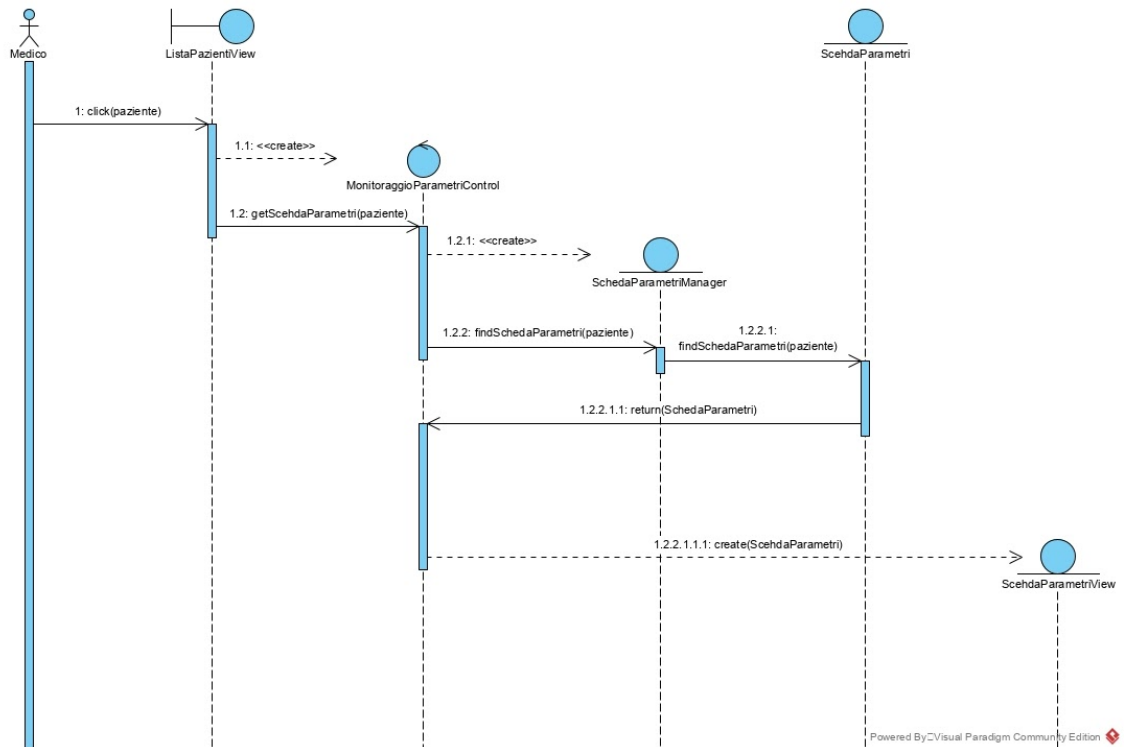 Medico
ListaPazientiView
ScehdaParametri
1: click(paziente)
1.1: <<create>>
MonitoraggioParametriControl
1.2: getScehdaParametri(paziente)
1.2.1: <<create>>
SchedaParametriManager
1.2.2: findSchedaParametri(paziente)
1.2.2.1:
findSchedaParametri(paziente)
1.2.2.1.1: return(SchedaParametri)
1.2.2.1.1.1: create(ScehdaParametri)
ScehdaParametriView
Powered By Visual Paradigm Community Edition